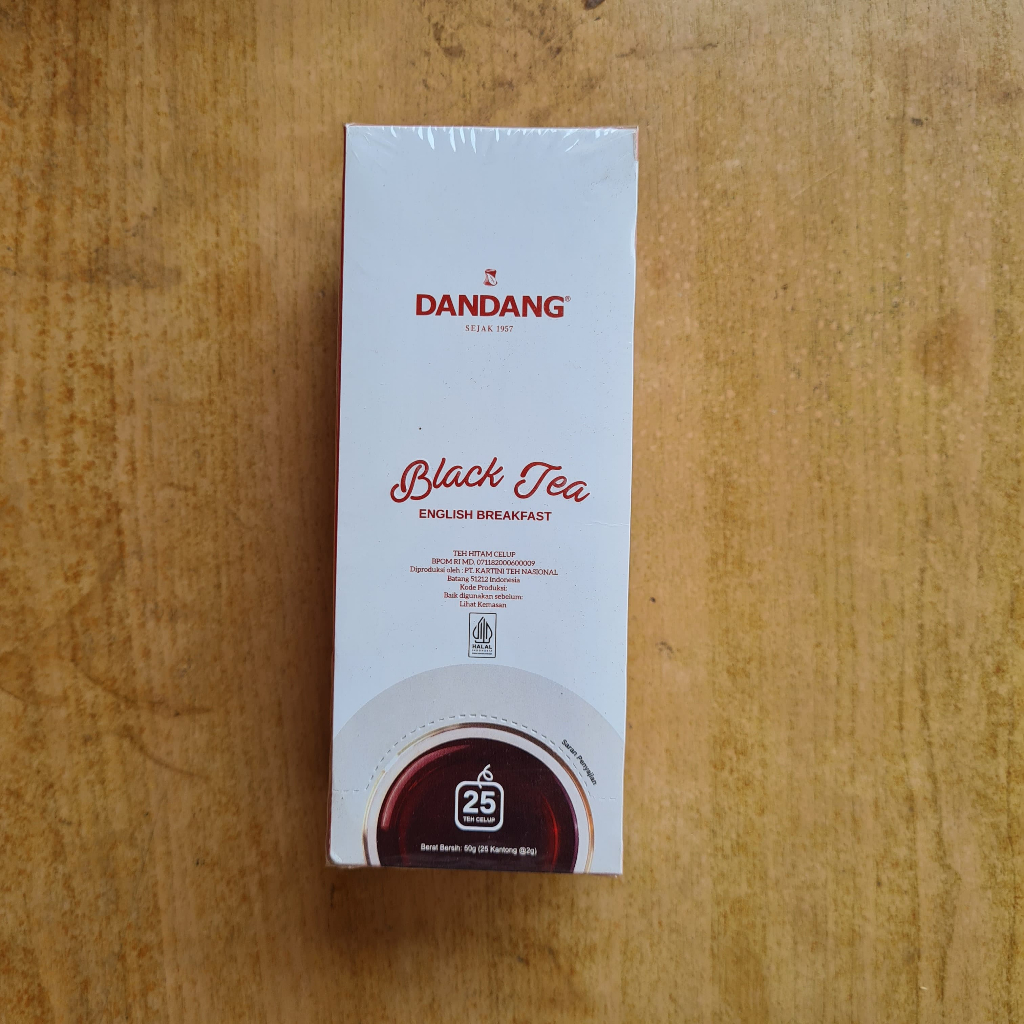 DANDANG®
SEJAK 1957
Black Tea
ENGLISH BREAKFAST
TEH HITAM CELUP
BPOM RI MD. 071182000600009
Diproduksi oleh : PT. KARTINI TEH NASIONAL
Batang 51212 Indonesia
Kode Produksi:
Baik digunakan sebelum:
Lihat Kemasan
HALAL
INDONESIA
Saran Penyajian
25
TEH CELUP
Berat Bersih: 50g (25 Kantong @2g)